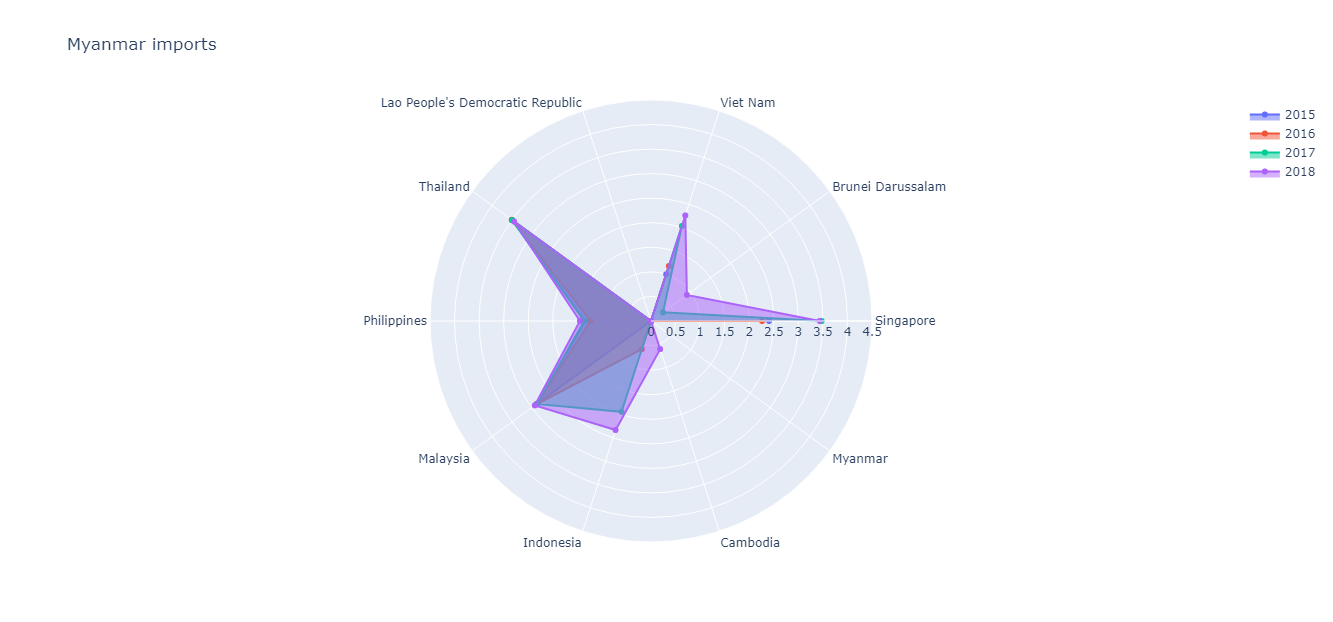 Myanmar imports
Lao People's Democratic Republic
Viet Nam
2015
2016
2017
2018
Thailand
Brunei Darussalam
Philippines
Singapore
0 0.5 1 1.5 2 2.5 3 3.5 4 4.5
Malaysia
Myanmar
Indonesia
Cambodia